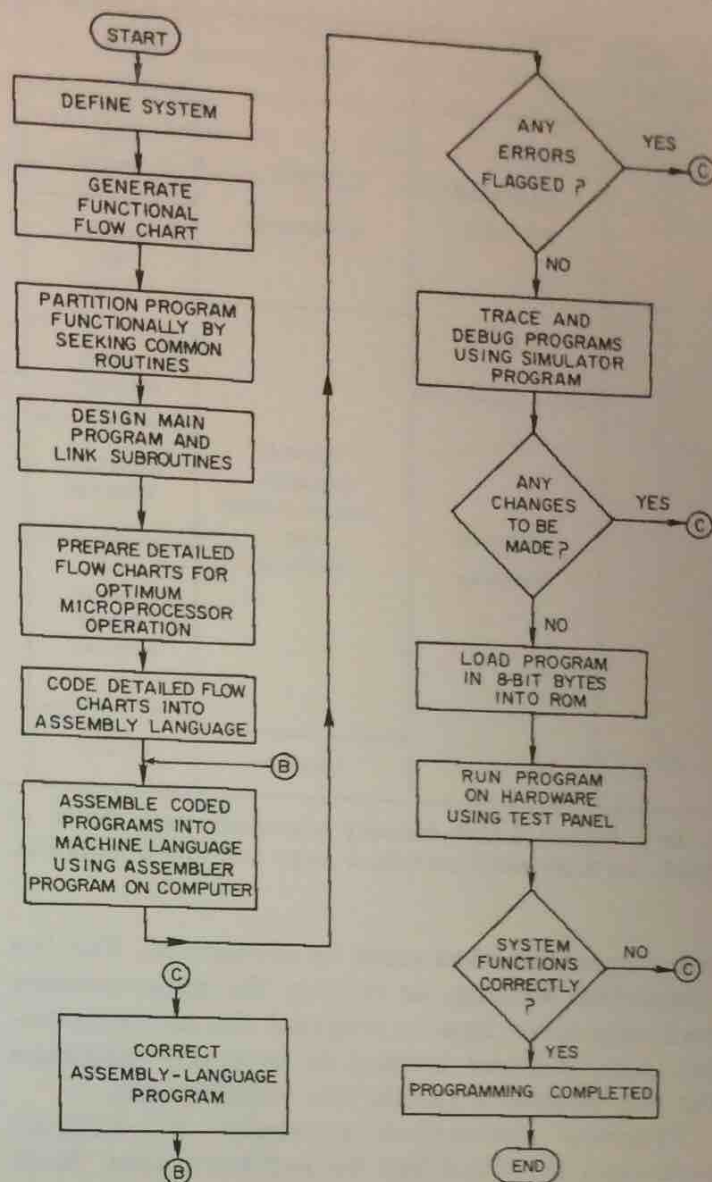 START
DEFINE SYSTEM
GENERATE
FUNCTIONAL
FLOW CHART
PARTITION PROGRAM
FUNCTIONALLY BY
SEEKING COMMON
ROUTINES
DESIGN MAIN
PROGRAM AND
LINK SUBROUTINES
PREPARE DETAILED
FLOW CHARTS FOR
OPTIMUM
MICROPROCESSOR
OPERATION
CODE DETAILED FLOW
CHARTS INTO
ASSEMBLY LANGUAGE
B
ASSEMBLE CODED
PROGRAMS INTO
MACHINE LANGUAGE
USING ASSEMBLER
PROGRAM ON COMPUTER
C
CORRECT
ASSEMBLY-LANGUAGE
PROGRAM
B
ANY
ERRORS
FLAGGED ?
YES
C
NO
TRACE AND
DEBUG PROGRAMS
USING SIMULATOR
PROGRAM
ANY
CHANGES
TO BE
MADE ?
YES
C
NO
LOAD PROGRAM
IN 8-BIT BYTES
INTO ROM
RUN PROGRAM
ON HARDWARE
USING TEST PANEL
SYSTEM
FUNCTIONS
CORRECTLY
?
NO
C
YES
PROGRAMMING COMPLETED
END